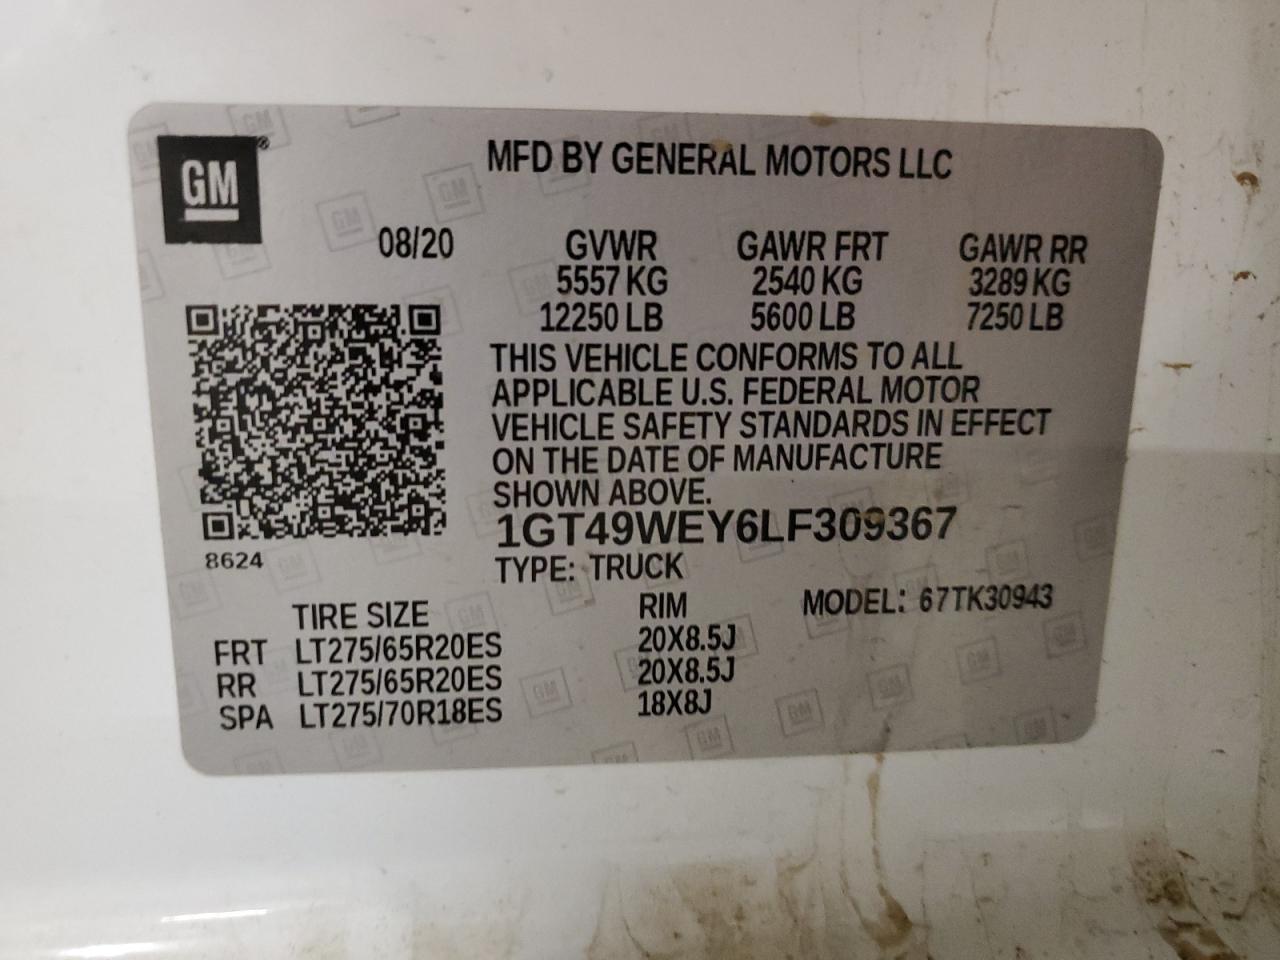 GM®
MFD BY GENERAL MOTORS LLC
08/20 GVWR GAWR FRT GAWR RR
5557 KG 2540 KG 3289 KG
12250 LB 5600 LB 7250 LB
THIS VEHICLE CONFORMS TO ALL
APPLICABLE U.S. FEDERAL MOTOR
VEHICLE SAFETY STANDARDS IN EFFECT
ON THE DATE OF MANUFACTURE
SHOWN ABOVE.
1GT49WEY6LF309367
8624
TYPE: TRUCK
TIRE SIZE RIM MODEL: 67TK30943
FRT LT275/65R20ES 20X8.5J
RR LT275/65R20ES 20X8.5J
SPA LT275/70R18ES 18X8J